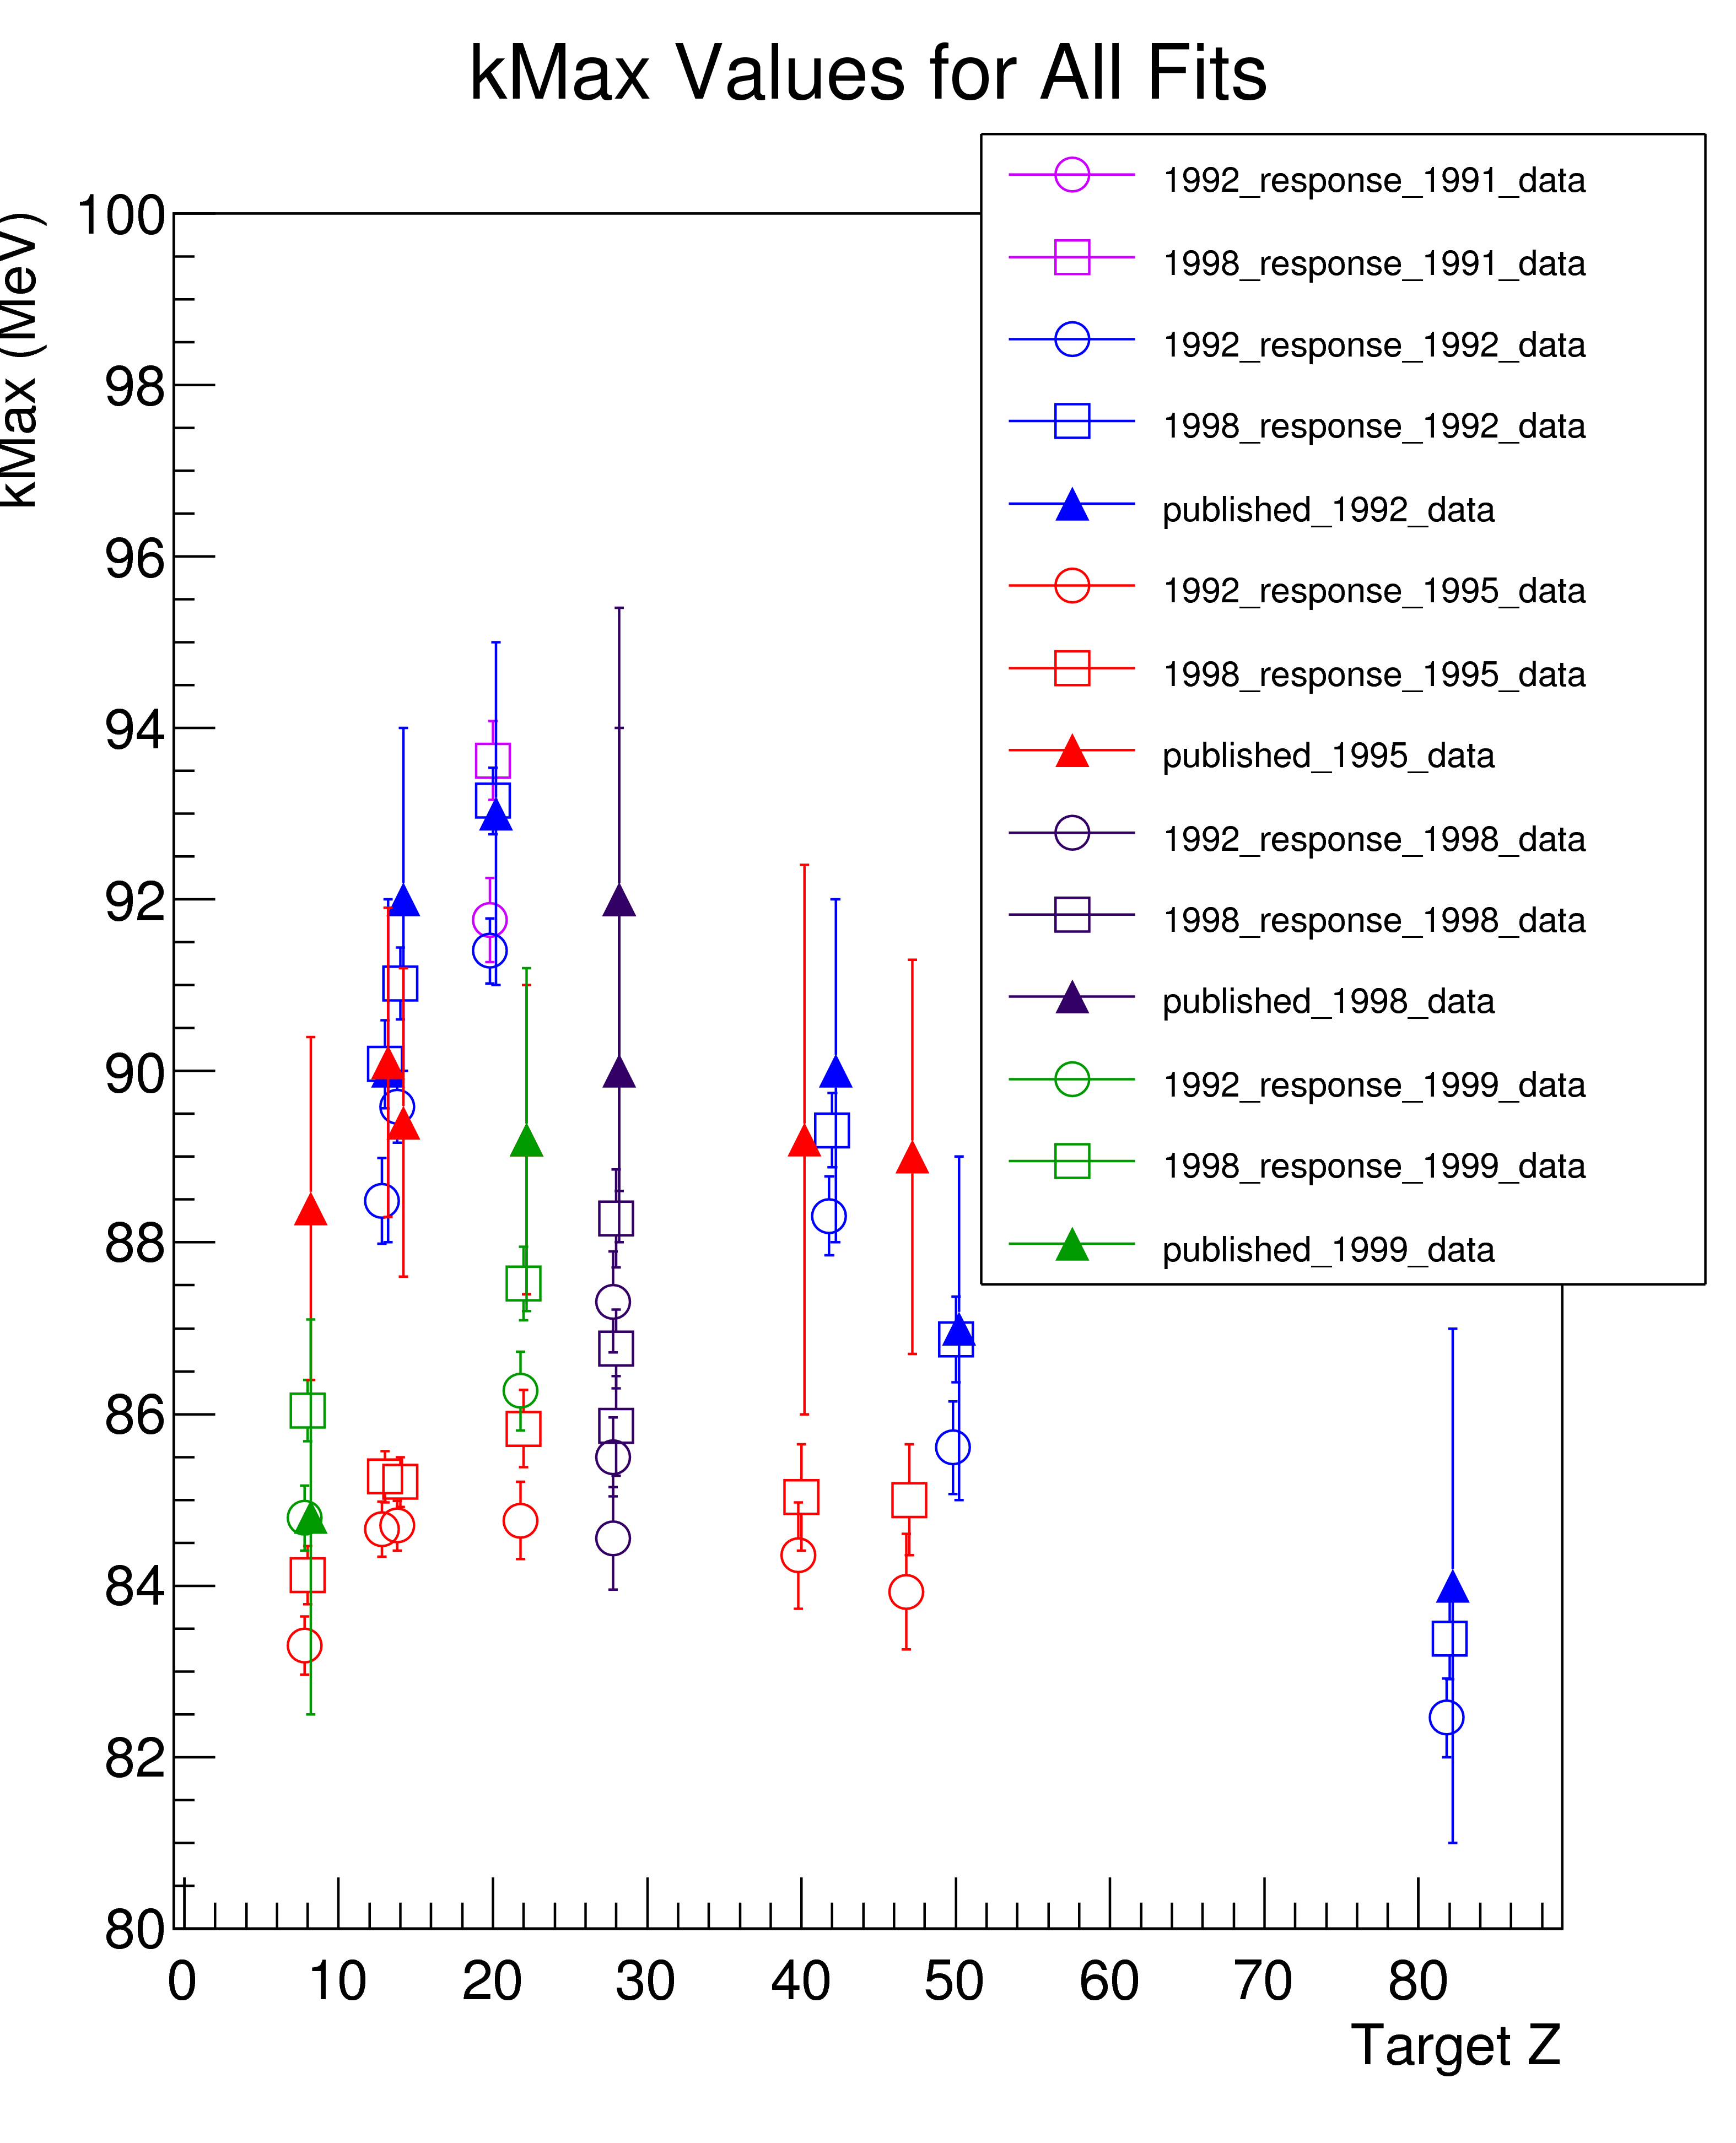 kMax Values for All Fits
1992_response_1991_data
1998_response_1991_data
1992_response_1992_data
1998_response_1992_data
published_1992_data
1992_response_1995_data
1998_response_1995_data
published_1995_data
1992_response_1998_data
1998_response_1998_data
published_1998_data
1992_response_1999_data
1998_response_1999_data
published_1999_data
kMax (MeV)
100
98
96
94
92
90
88
86
84
82
80
0 10 20 30 40 50 60 70 80
Target Z